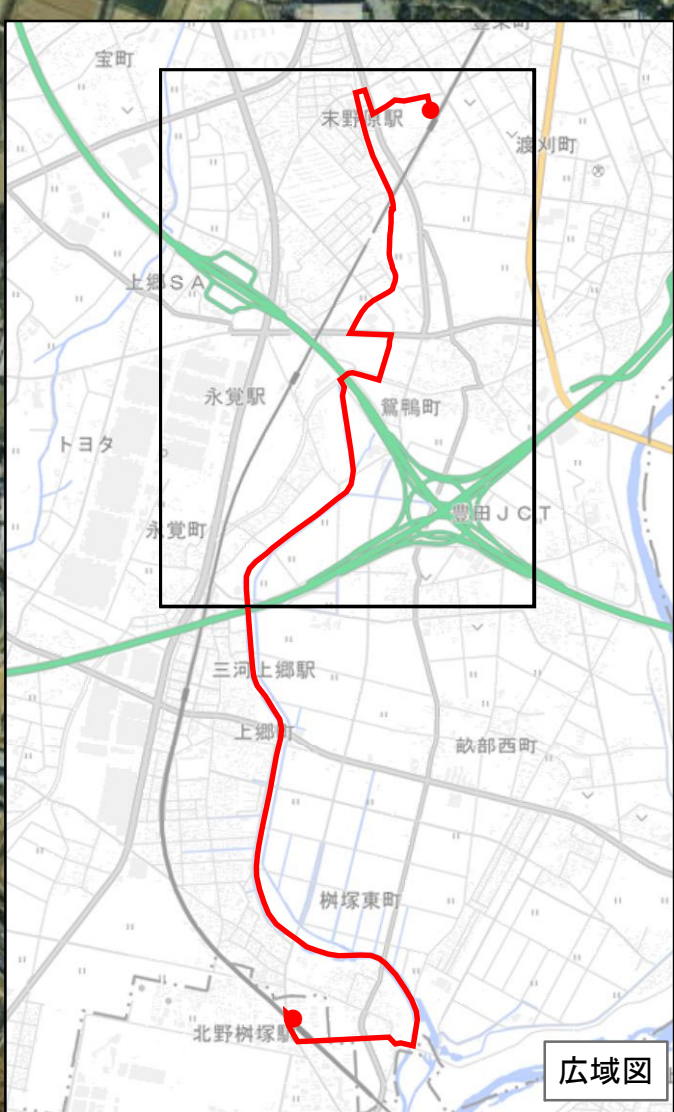 宝町
末野原駅
渡刈町
上郷SA
永覚駅
鴛鴨町
トヨタ
豊田JCT
永覚町
三河上郷駅
上郷町
畝部西町
桝塚東町
北野桝塚駅
広域図